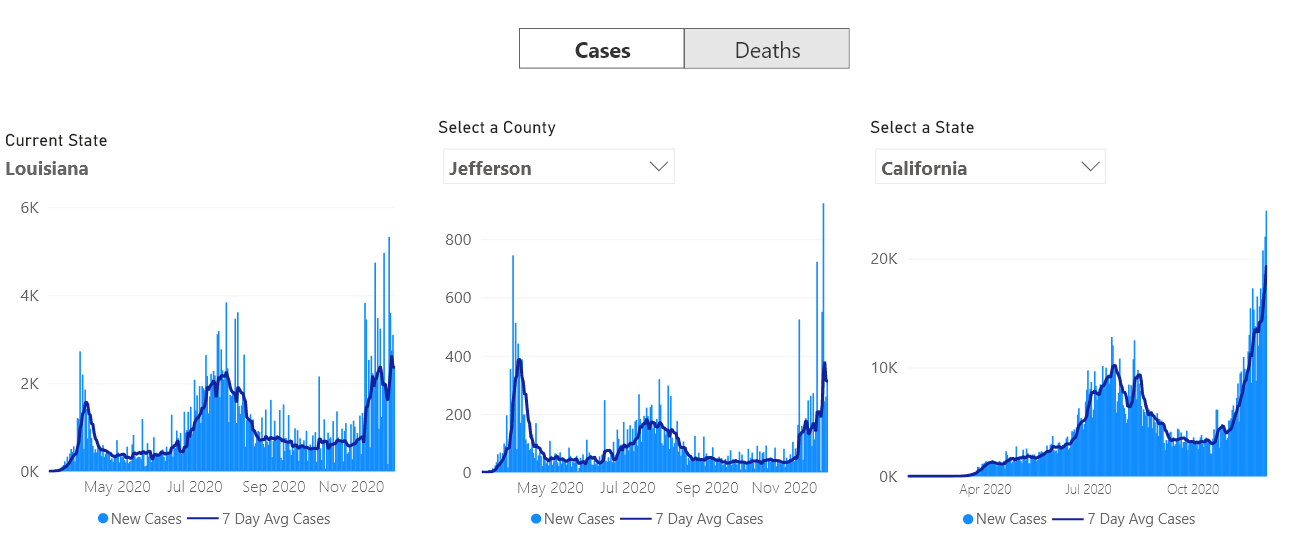 Cases Deaths
Current State
Louisiana
6K
4K
2K
0K
May 2020 Jul 2020 Sep 2020 Nov 2020
New Cases 7 Day Avg Cases
Select a County
Jefferson
800
600
400
200
0
May 2020 Jul 2020 Sep 2020 Nov 2020
New Cases 7 Day Avg Cases
Select a State
California
20K
10K
0K
Apr 2020 Jul 2020 Oct 2020
New Cases 7 Day Avg Cases